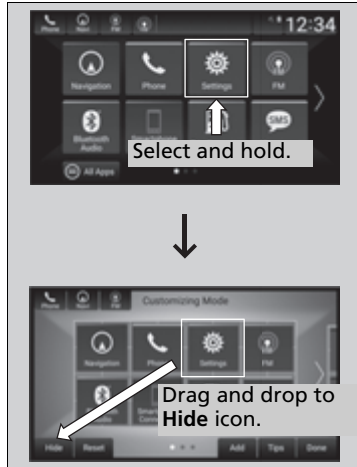 Phone
Navi
FM
12:34
Navigation
Phone
Settings
FM
Bluetooth
Audio
SMS
Select and hold.
All Apps
Phone
Navi
FM
Customizing Mode
Navigation
Settings
FM
Audio
Drag and drop to
Hide icon.
Hide
Reset
Add
Tips
Done